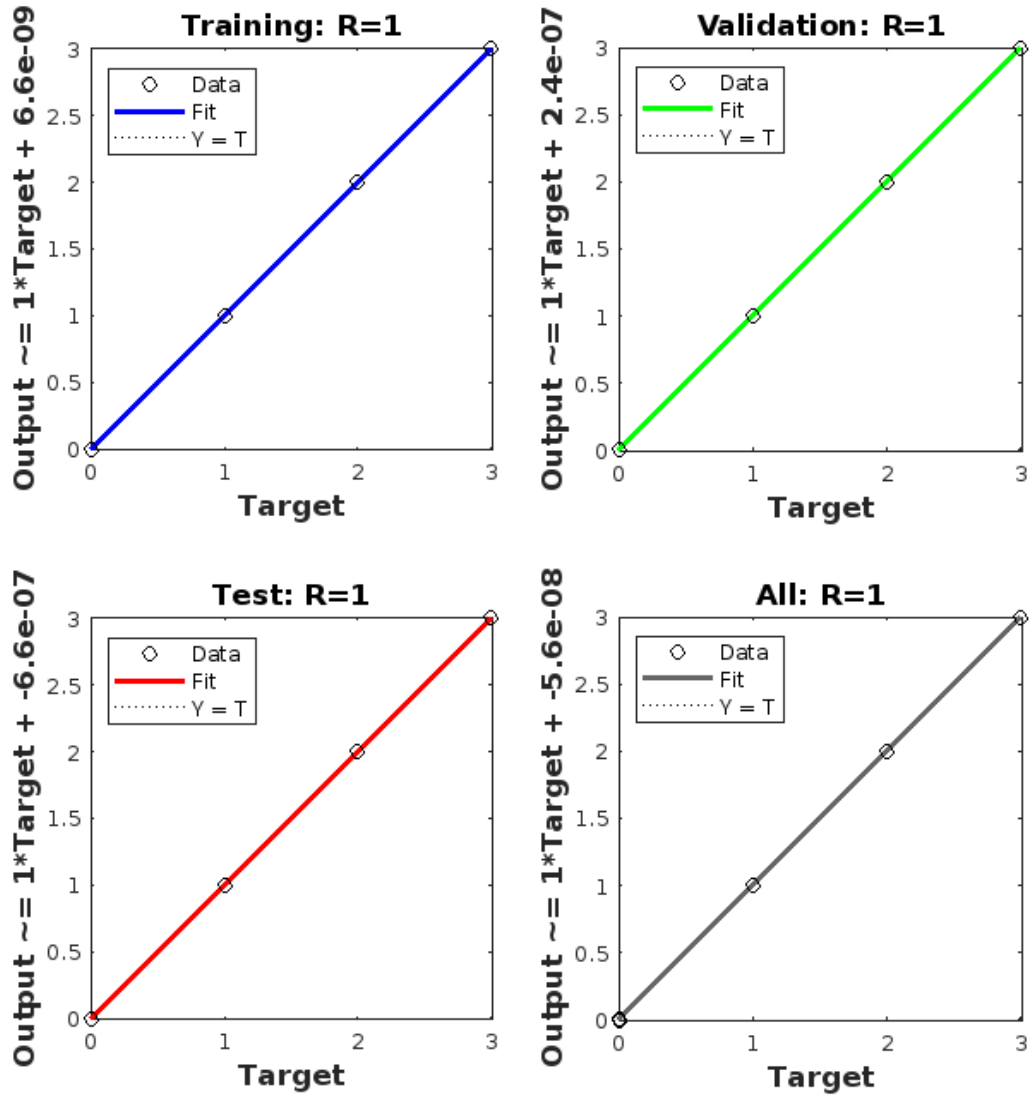 Training: R=1
Output ~= 1*Target + 6.6e-09
3
2.5
2
1.5
1
0.5
0
Data
Fit
Y = T
0 1 2 3
Target
Validation: R=1
Output ~= 1*Target + 2.4e-07
3
2.5
2
1.5
1
0.5
0
Data
Fit
Y = T
0 1 2 3
Target
Test: R=1
Output ~= 1*Target + -6.6e-07
3
2.5
2
1.5
1
0.5
0
Data
Fit
Y = T
0 1 2 3
Target
All: R=1
Output ~= 1*Target + -5.6e-08
3
2.5
2
1.5
1
0.5
0
Data
Fit
Y = T
0 1 2 3
Target